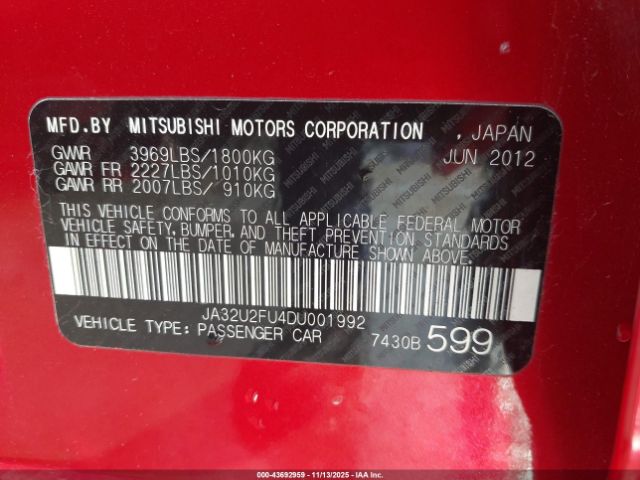 MFD.BY MITSUBISHI MOTORS CORPORATION , JAPAN
GVWR 3969LBS/1800KG JUN 2012
GAWR FR 2227LBS/1010KG
GAWR RR 2007LBS/ 910KG
THIS VEHICLE CONFORMS TO ALL APPLICABLE FEDERAL MOTOR
VEHICLE SAFETY, BUMPER, AND THEFT PREVENTION STANDARDS
IN EFFECT ON THE DATE OF MANUFACTURE SHOWN ABOVE.
JA32U2FU4DU001992
VEHICLE TYPE: PASSENGER CAR 7430B 599
000-43692959 - 11/13/2025 - IAA Inc. Copyright